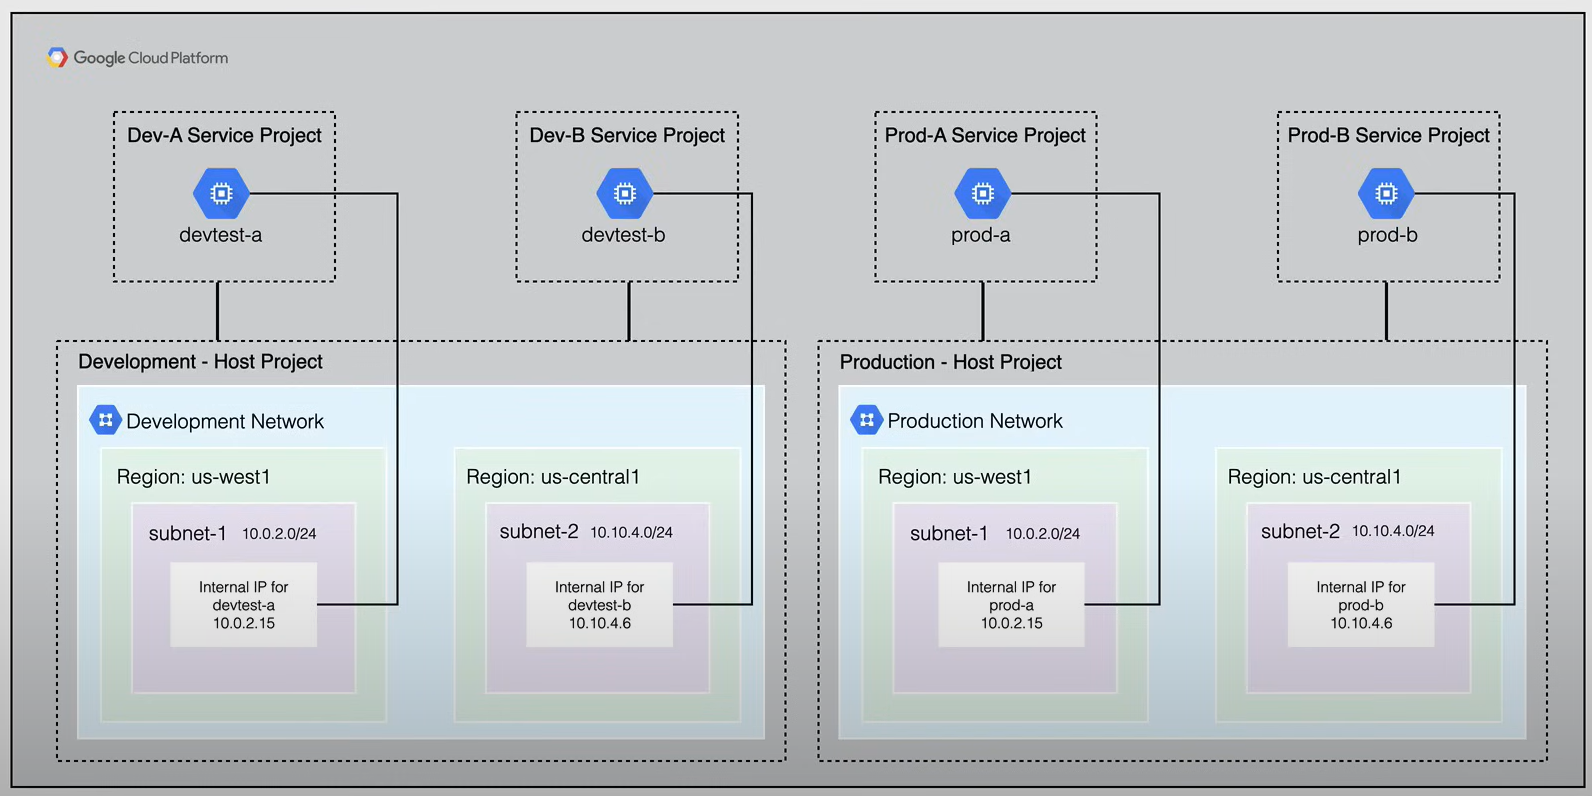 Google Cloud Platform
Dev-A Service Project
devtest-a
Dev-B Service Project
devtest-b
Prod-A Service Project
prod-a
Prod-B Service Project
prod-b
Development - Host Project
Development Network
Region: us-west1
subnet-1 10.0.2.0/24
Internal IP for
devtest-a
10.0.2.15
Region: us-central1
subnet-2 10.10.4.0/24
Internal IP for
devtest-b
10.10.4.6
Production - Host Project
Production Network
Region: us-west1
subnet-1 10.0.2.0/24
Internal IP for
prod-a
10.0.2.15
Region: us-central1
subnet-2 10.10.4.0/24
Internal IP for
prod-b
10.10.4.6